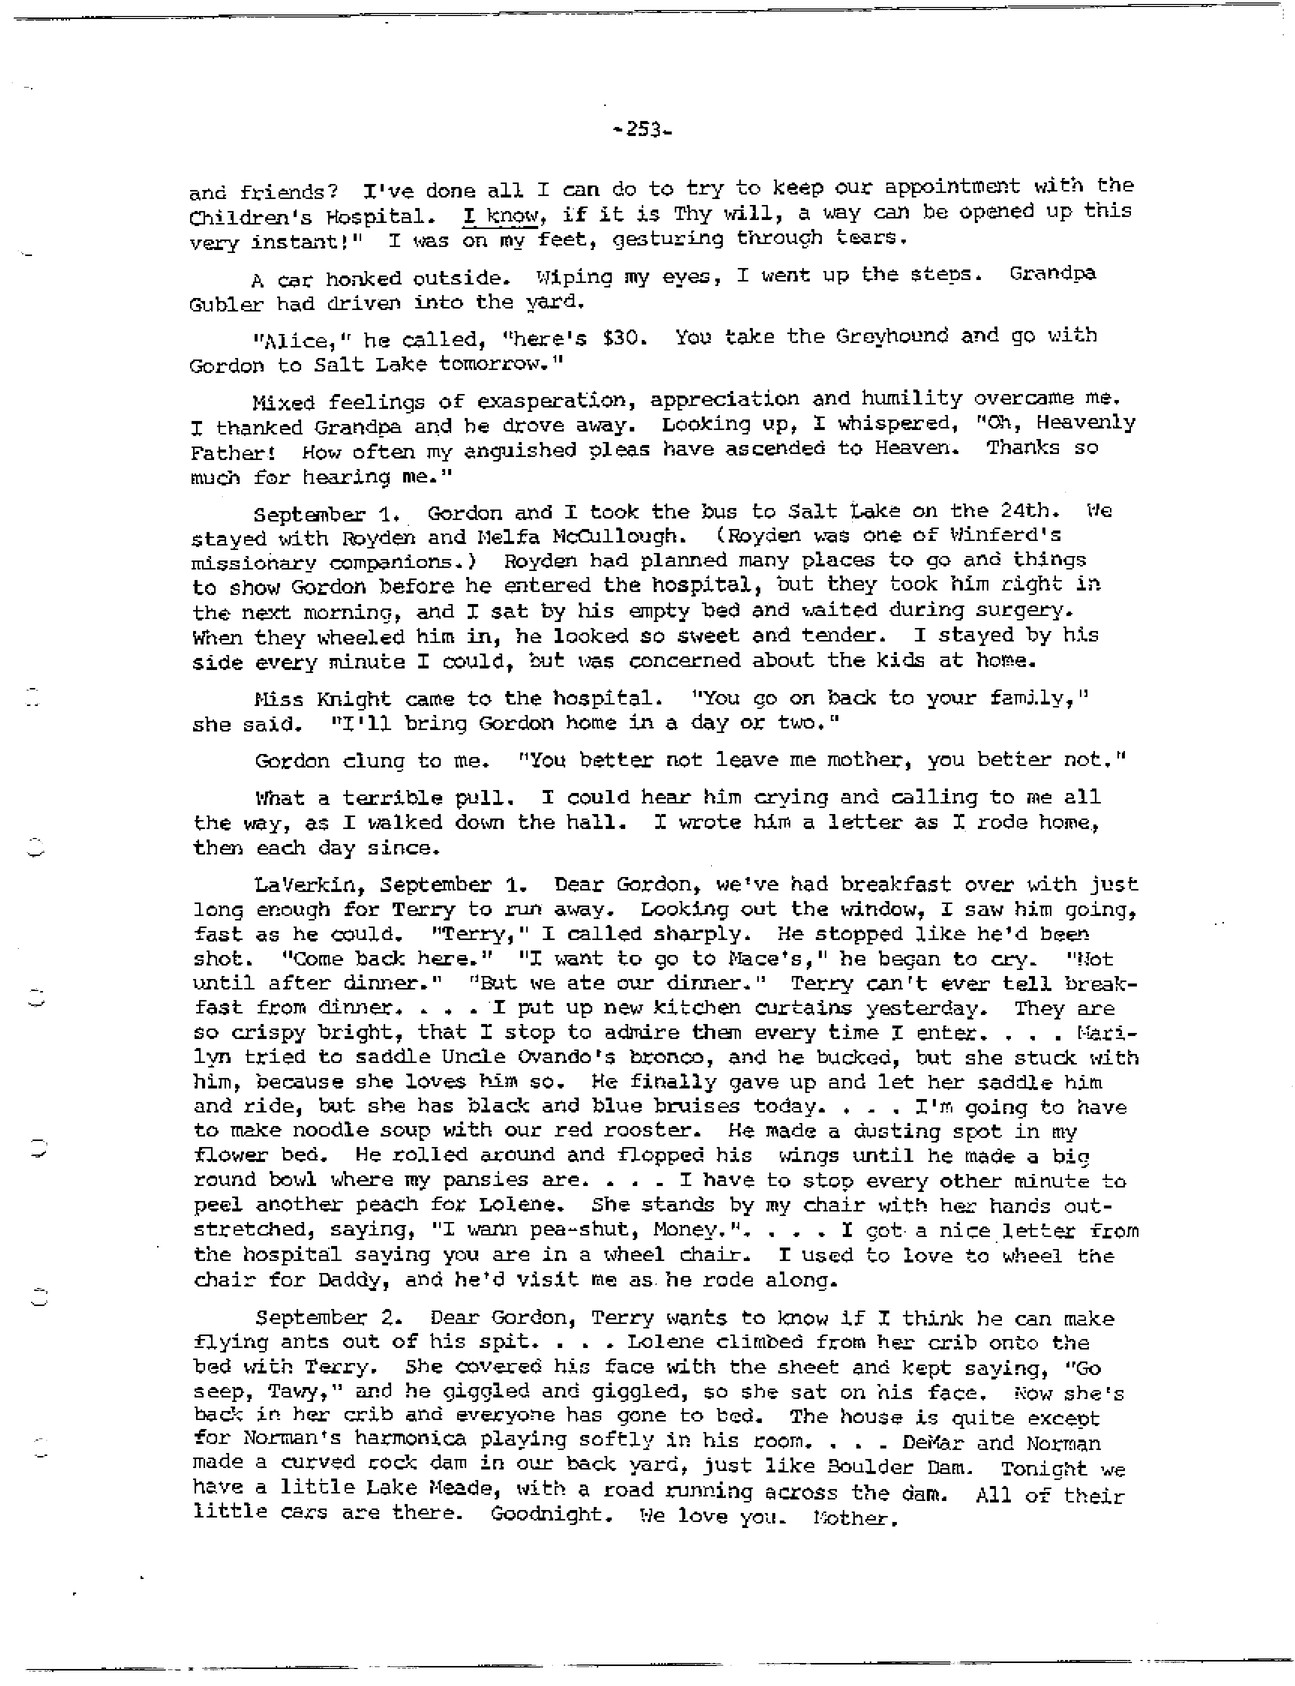 -253-
and friends? I've done all I can do to try to keep our appointment with the
Children's Hospital. I know, if it is Thy will, a way can be opened up this
very instant!" I was on my feet, gesturing through tears.
A car honked outside. Wiping my eyes, I went up the steps. Grandpa
Gubler had driven into the yard.
"Alice," he called, "here's $30. You take the Greyhound and go with
Gordon to Salt Lake tomorrow."
Mixed feelings of exasperation, appreciation and humility overcame me.
I thanked Grandpa and he drove away. Looking up, I whispered, "Oh, Heavenly
Father! How often my anguished pleas have ascended to Heaven. Thanks so
much for hearing me."
September 1. Gordon and I took the bus to Salt Lake on the 24th. We
stayed with Royden and Melfa McCullough. (Royden was one of Winferd's
missionary companions.) Royden had planned many places to go and things
to show Gordon before he entered the hospital, but they took him right in
the next morning, and I sat by his empty bed and waited during surgery.
When they wheeled him in, he looked so sweet and tender. I stayed by his
side every minute I could, but was concerned about the kids at home.
Miss Knight came to the hospital. "You go on back to your family,"
she said. "I'll bring Gordon home in a day or two."
Gordon clung to me. "You better not leave me mother, you better not."
What a terrible pull. I could hear him crying and calling to me all
the way, as I walked down the hall. I wrote him a letter as I rode home,
then each day since.
LaVerkin, September 1. Dear Gordon, we've had breakfast over with just
long enough for Terry to run away. Looking out the window, I saw him going,
fast as he could. "Terry," I called sharply. He stopped like he'd been
shot. "Come back here." "I want to go to Mace's," he began to cry. "Not
until after dinner." "But we ate our dinner." Terry can't ever tell break-
fast from dinner. . . . I put up new kitchen curtains yesterday. They are
so crispy bright, that I stop to admire them every time I enter. . . . Mari-
lyn tried to saddle Uncle Ovando's bronco, and he bucked, but she stuck with
him, because she loves him so. He finally gave up and let her saddle him
and ride, but she has black and blue bruises today. . . . I'm going to have
to make noodle soup with our red rooster. He made a dusting spot in my
flower bed. He rolled around and flopped his wings until he made a big
round bowl where my pansies are. . . . I have to stop every other minute to
peel another peach for Lolene. She stands by my chair with her hands out-
stretched, saying, "I wann pea-shut, Money.". . . . I got a nice letter from
the hospital saying you are in a wheel chair. I used to love to wheel the
chair for Daddy, and he'd visit me as he rode along.
September 2. Dear Gordon, Terry wants to know if I think he can make
flying ants out of his spit. . . . Lolene climbed from her crib onto the
bed with Terry. She covered his face with the sheet and kept saying, "Go
seep, Tawy," and he giggled and giggled, so she sat on his face. Now she's
back in her crib and everyone has gone to bed. The house is quite except
for Norman's harmonica playing softly in his room. . . . DeMar and Norman
made a curved rock dam in our back yard, just like Boulder Dam. Tonight we
have a little Lake Meade, with a road running across the dam. All of their
little cars are there. Goodnight. We love you. Mother.